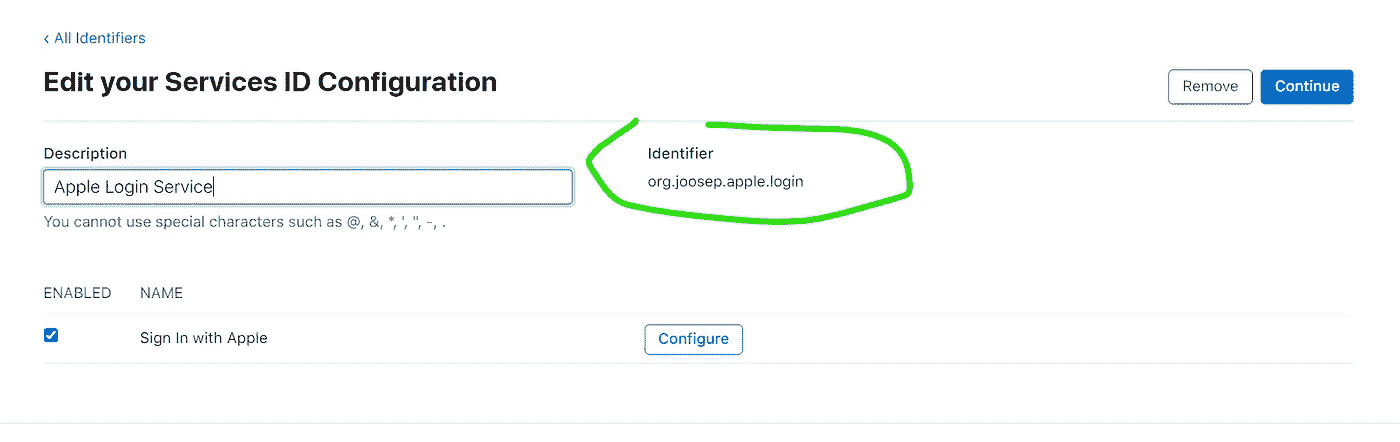 ‹ All Identifiers
Edit your Services ID Configuration
Remove
Continue
Description
Identifier
Apple Login Service
org.joosep.apple.login
You cannot use special characters such as @, &, *, ', ", -, .
ENABLED
NAME
Sign In with Apple
Configure